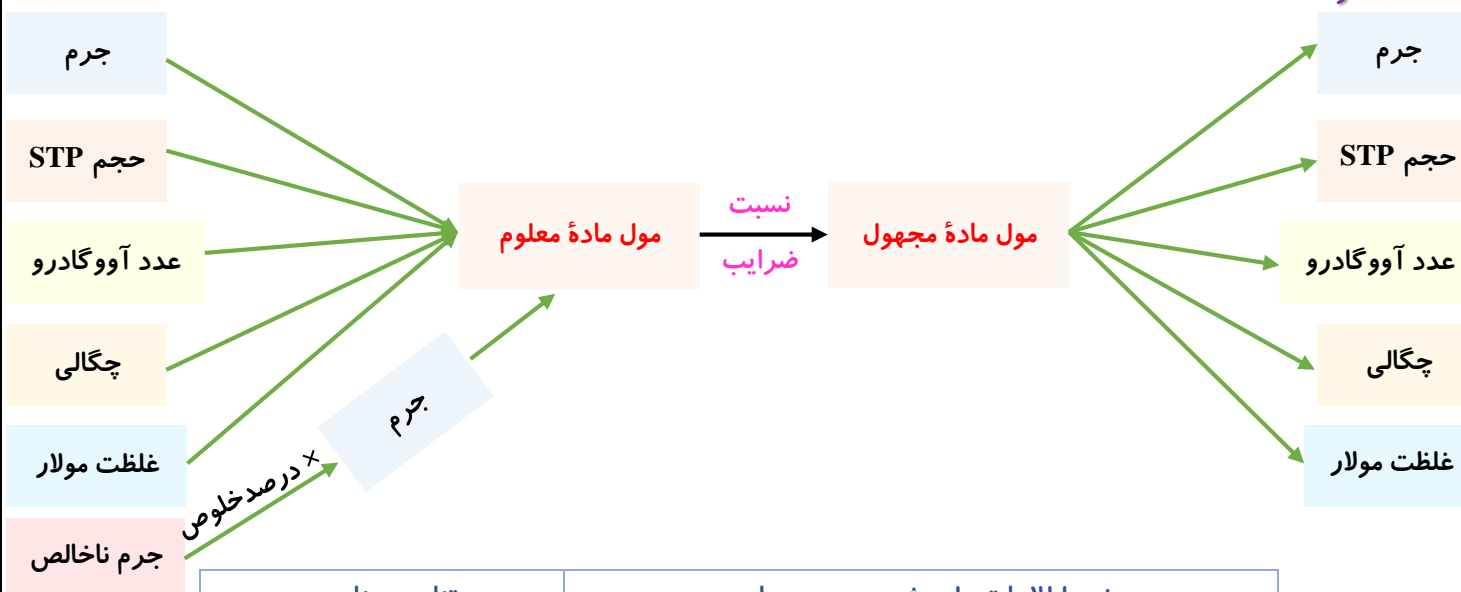 جرم
حجم STP
عدد آووگادرو
چگالی
غلظت مولار
جرم ناخالص
× درصدخلوص
جرم
مول مادهٔ معلوم
نسبت
ضرایب
مول مادهٔ مجهول
جرم
حجم STP
عدد آووگادرو
چگالی
غلظت مولار